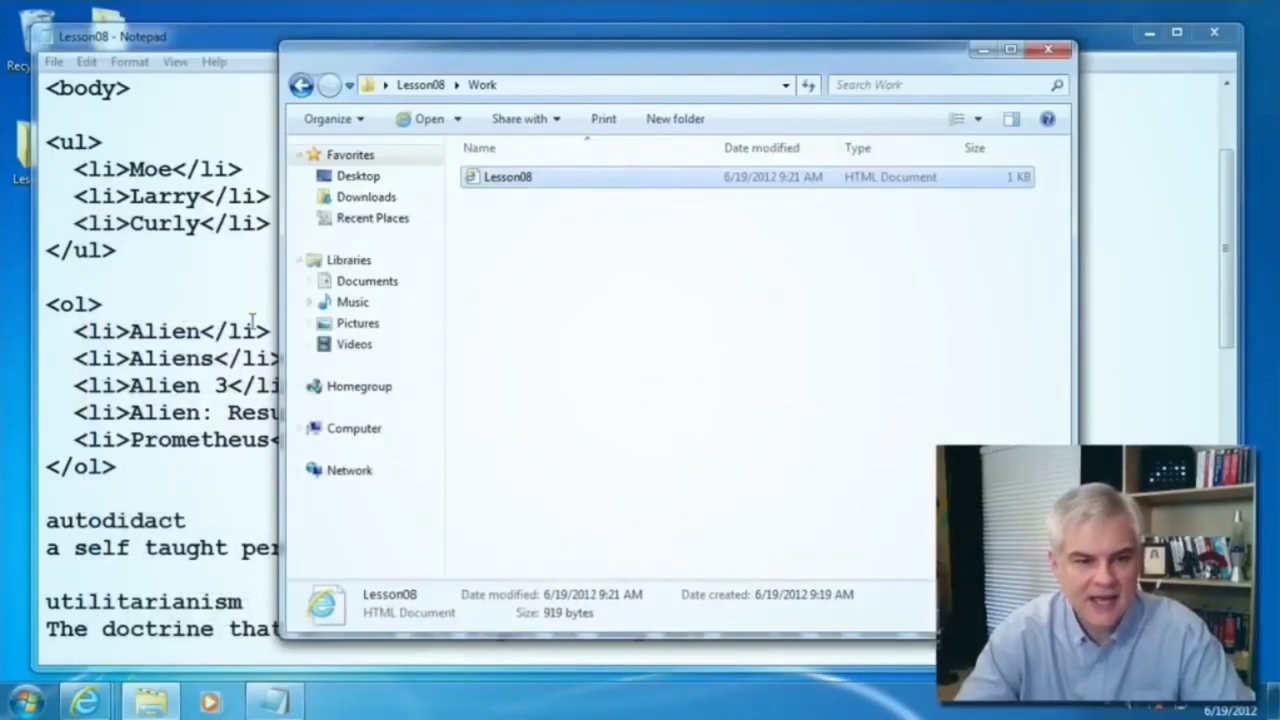 Lesson08 - Notepad
File Edit Format View Help
<body>
<ul>
<li>Moe</li>
<li>Larry</li>
<li>Curly</li>
</ul>
<ol>
<li>Alien</li>
<li>Aliens</li>
<li>Alien 3</li
<li>Alien: Resu
<li>Prometheus<
</ol>
autodidact
a self taught per
utilitarianism
The doctrine that
Lesson08 Work
Search Work
Organize Open Share with Print New folder
Name Date modified Type Size
Lesson08 6/19/2012 9:21 AM HTML Document 1 KB
Favorites
Desktop
Downloads
Recent Places
Libraries
Documents
Music
Pictures
Videos
Homegroup
Computer
Network
Lesson08 Date modified: 6/19/2012 9:21 AM Date created: 6/19/2012 9:19 AM
HTML Document Size: 919 bytes
Recy
Les
6/19/2012